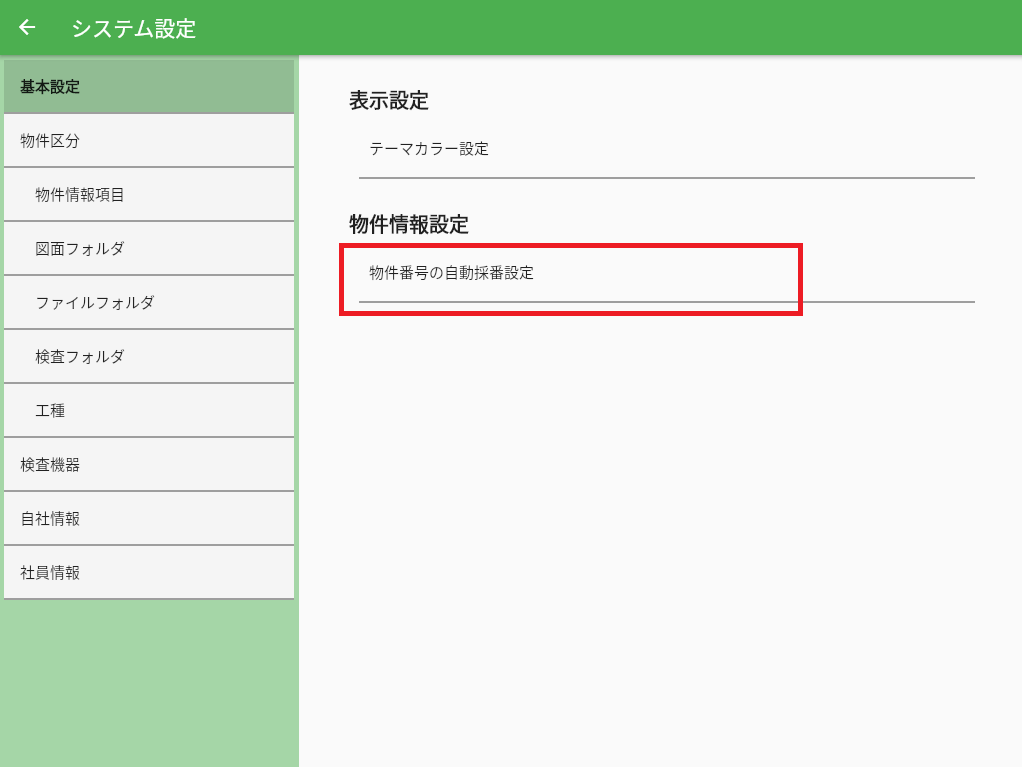 システム設定
基本設定
物件区分
物件情報項目
図面フォルダ
ファイルフォルダ
検査フォルダ
工種
検査機器
自社情報
社員情報
表示設定
テーマカラー設定
物件情報設定
物件番号の自動採番設定